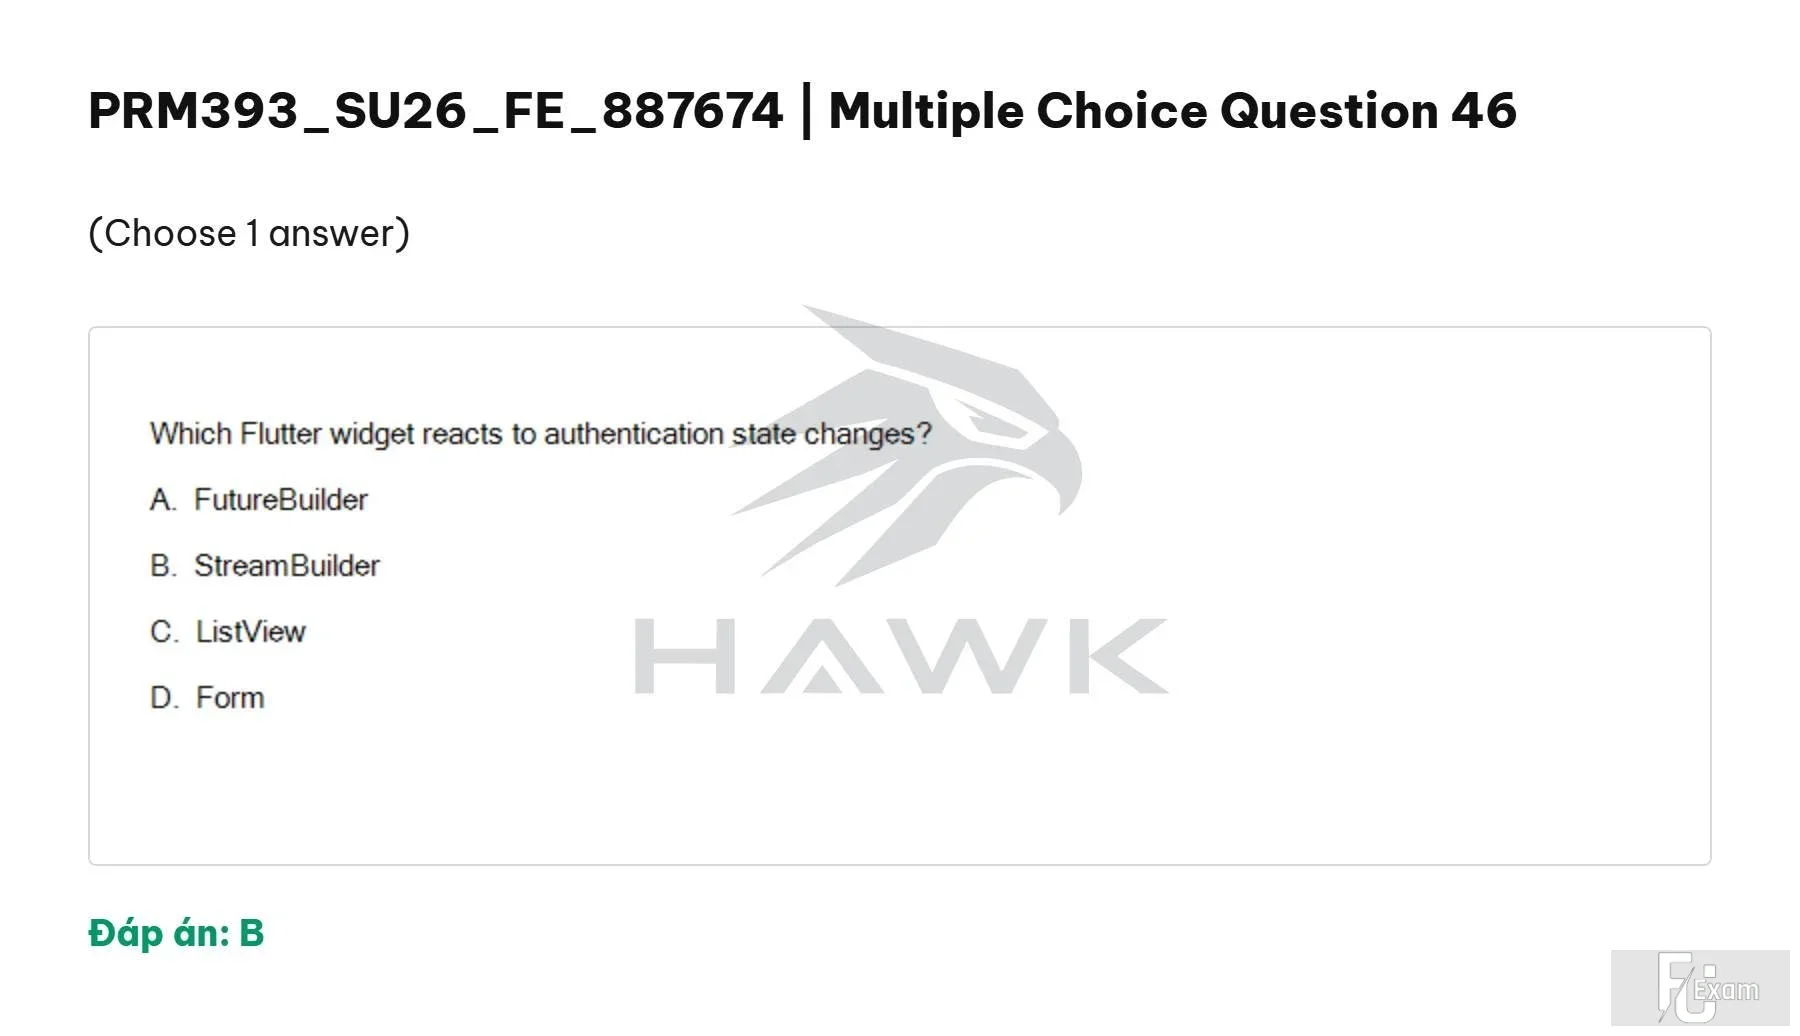 PRM393_SU26_FE_887674 | Multiple Choice Question 46
(Choose 1 answer)
Which Flutter widget reacts to authentication state changes?
A. FutureBuilder
B. StreamBuilder
C. ListView
D. Form
HAWK
Đáp án: B
FU Exam